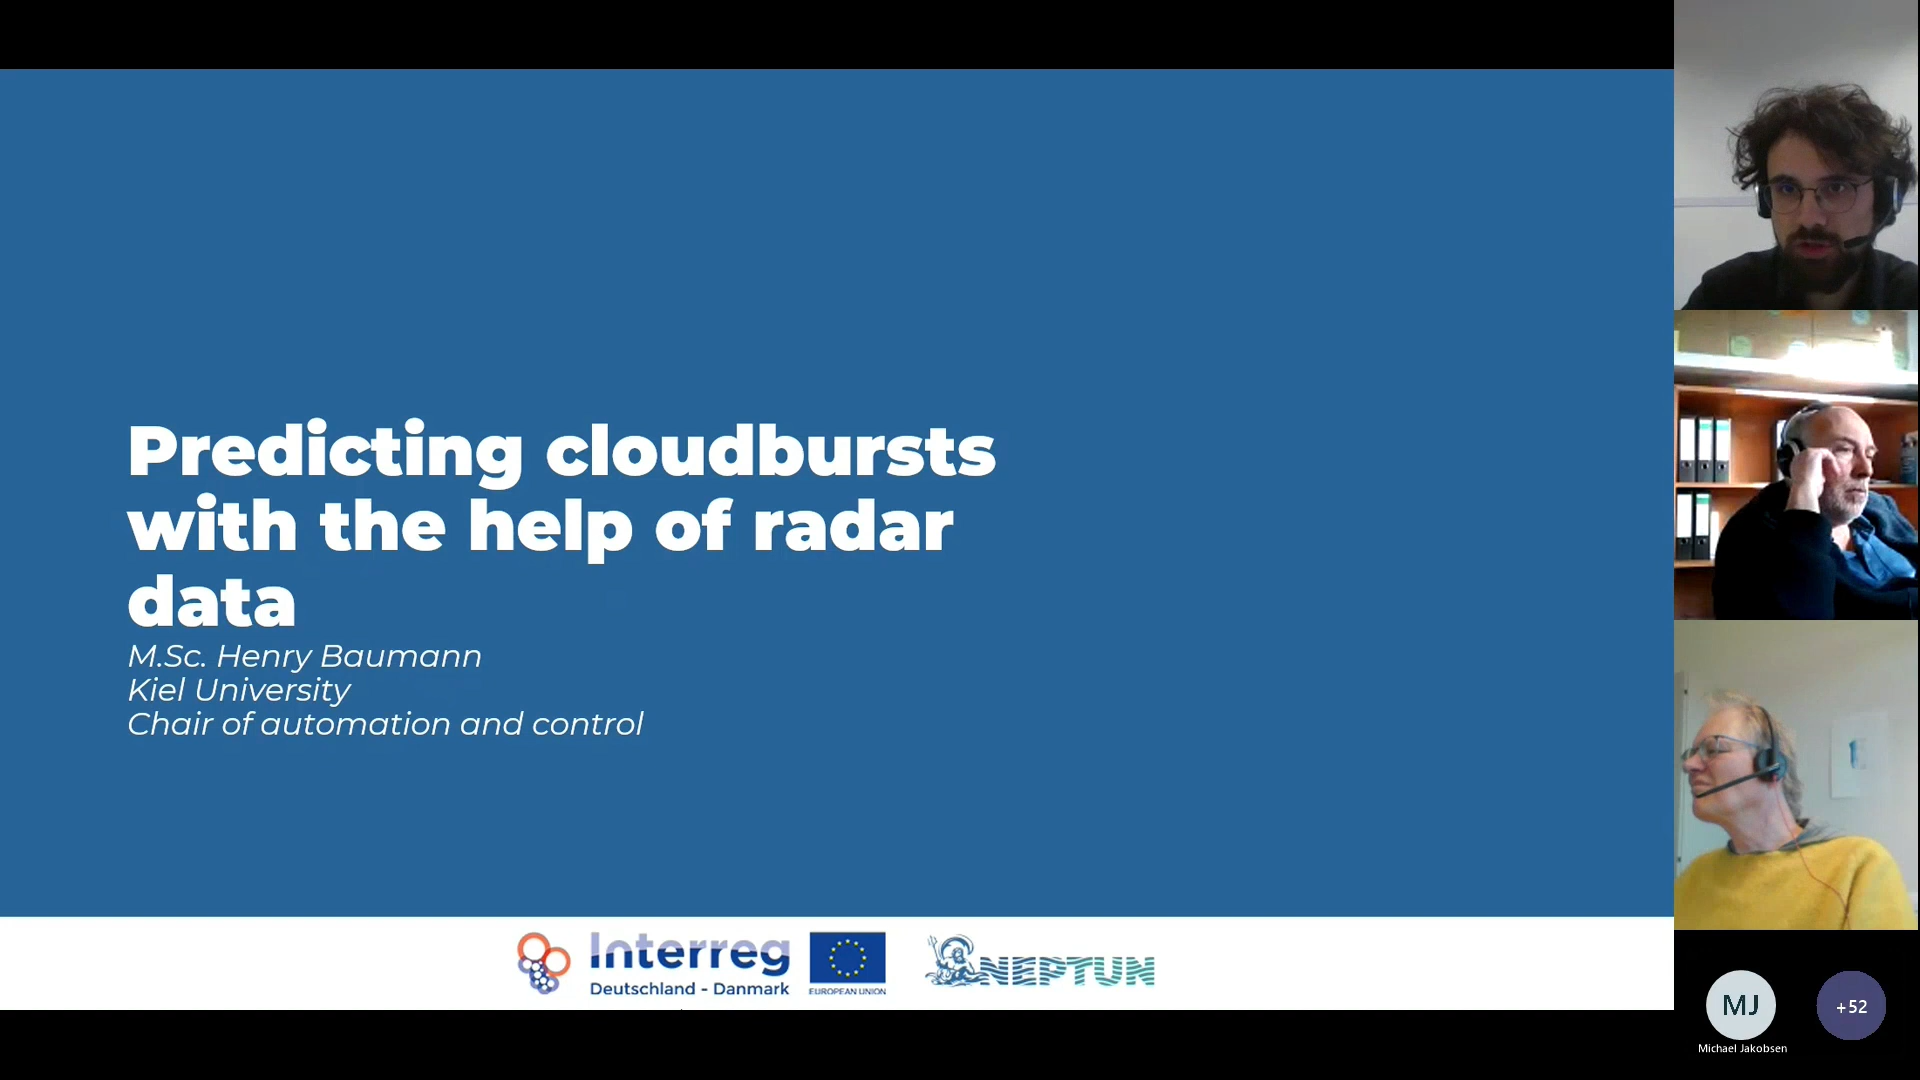 Predicting cloudbursts
with the help of radar
data
M.Sc. Henry Baumann
Kiel University
Chair of automation and control
Interreg
Deutschland - Danmark
EUROPEAN UNION
NEPTUN
MJ
+52
Michael Jakobsen